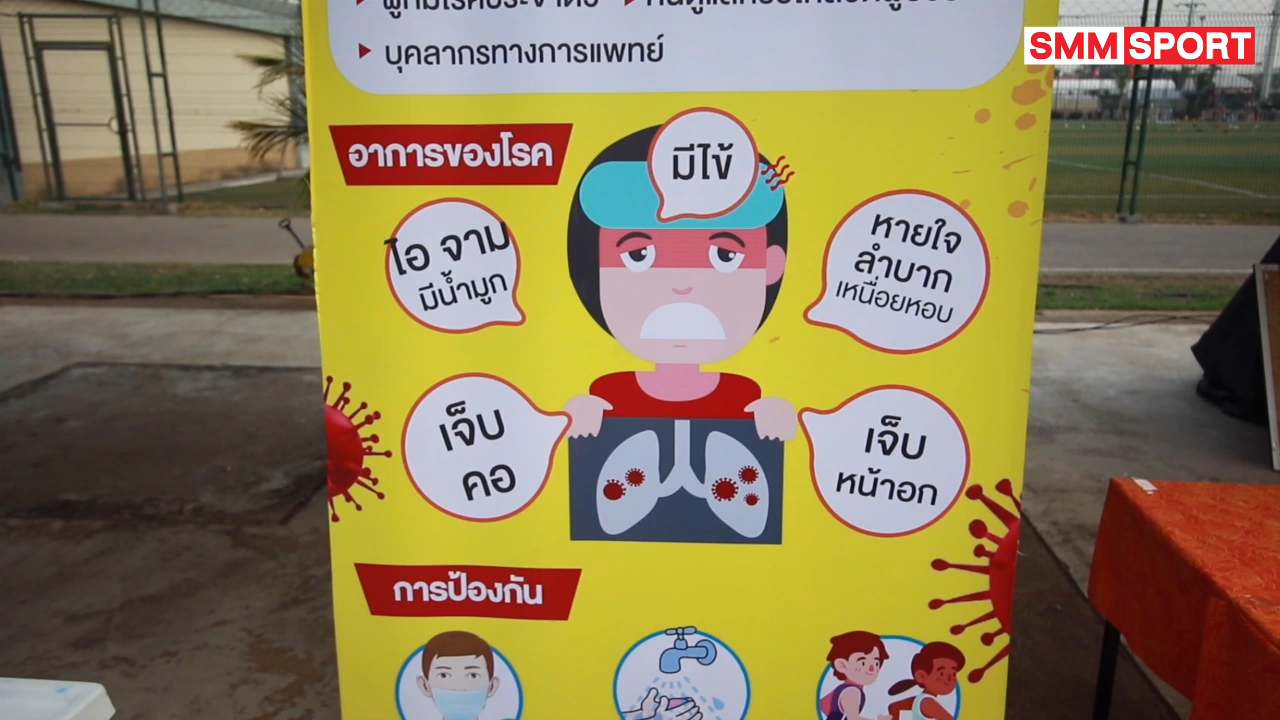 SMMSPORT
บุคลากรทางการแพทย์
อาการของโรค
มีไข้
ไอ จาม
มีน้ำมูก
หายใจ
ลำบาก
เหนื่อยหอบ
เจ็บ
คอ
เจ็บ
หน้าอก
การป้องกัน